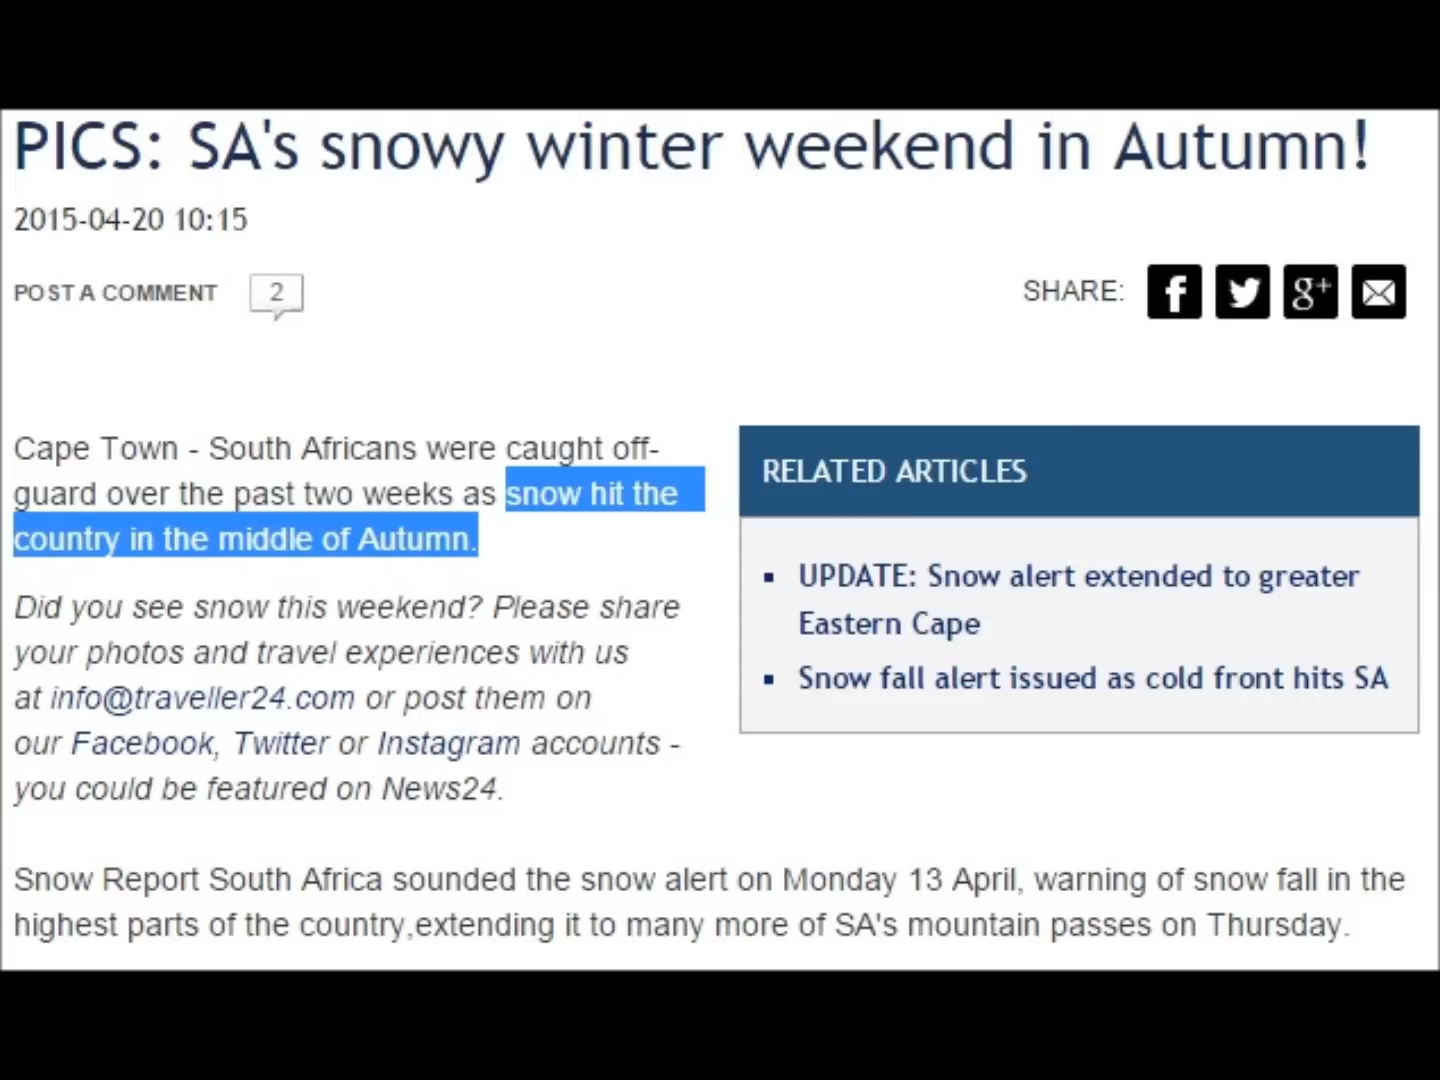 PICS: SA's snowy winter weekend in Autumn!
2015-04-20 10:15
POST A COMMENT 2
SHARE: f g+
Cape Town - South Africans were caught off-
guard over the past two weeks as snow hit the
country in the middle of Autumn.
Did you see snow this weekend? Please share
your photos and travel experiences with us
at info@traveller24.com or post them on
our Facebook, Twitter or Instagram accounts -
you could be featured on News24.
RELATED ARTICLES
UPDATE: Snow alert extended to greater
Eastern Cape
Snow fall alert issued as cold front hits SA
Snow Report South Africa sounded the snow alert on Monday 13 April, warning of snow fall in the
highest parts of the country,extending it to many more of SA's mountain passes on Thursday.